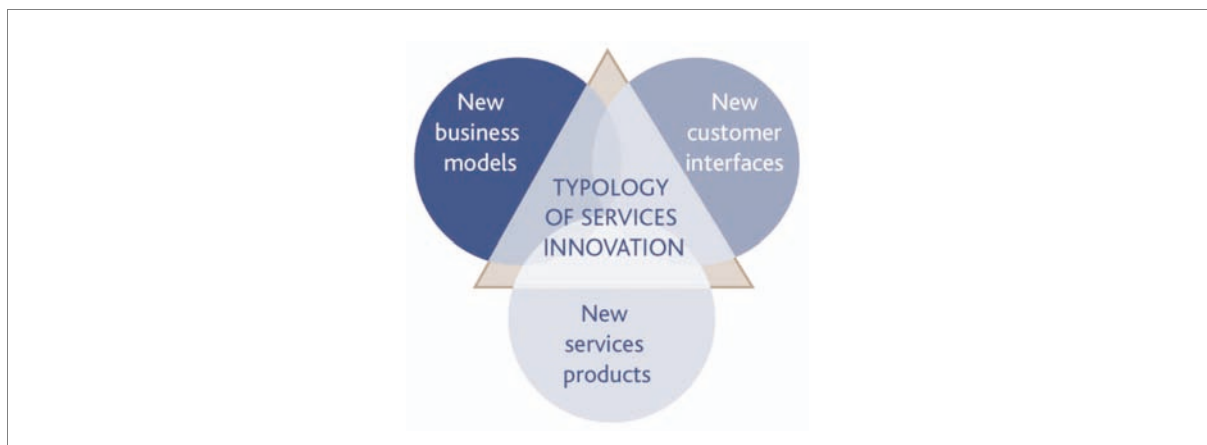 New
business
models
New
customer
interfaces
TYPOLOGY
OF SERVICES
INNOVATION
New
services
products